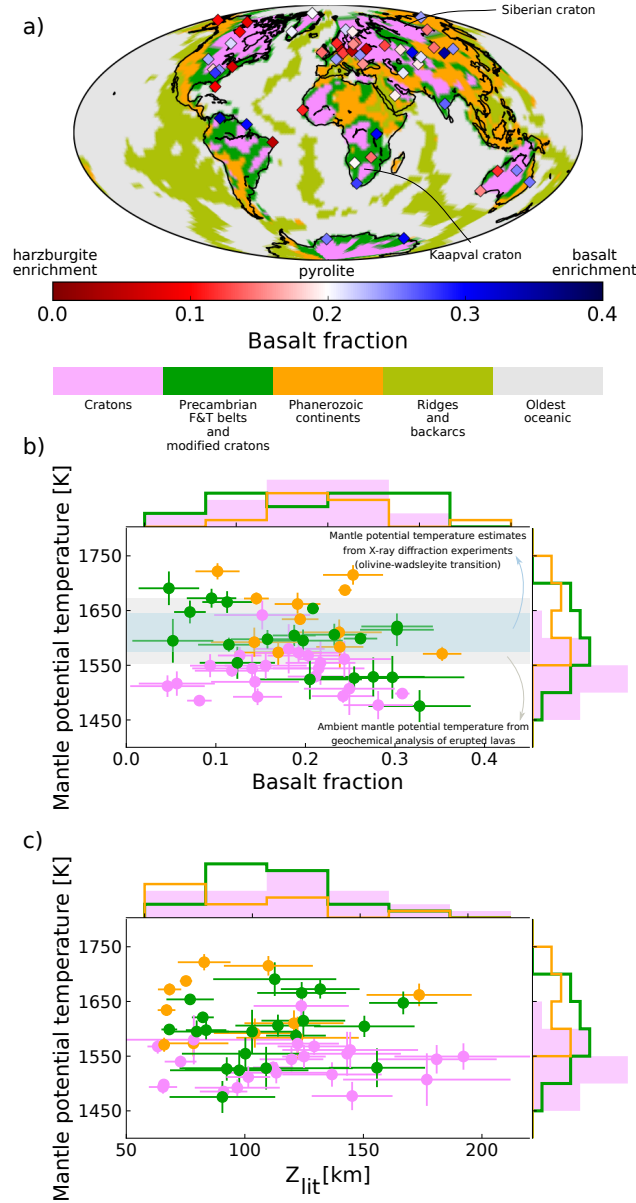 a)
Siberian craton
Kaapval craton
harzburgite
enrichment
pyrolite
basalt
enrichment
0.0 0.1 0.2 0.3 0.4
Basalt fraction
Cratons
Precambrian
F&T belts
and
modified cratons
Phanerozoic
continents
Ridges
and
backarcs
Oldest
oceanic
b)
Mantle potential temperature [K]
1750
1650
1550
1450
Mantle potential temperature estimates
from X-ray diffraction experiments
(olivine-wadsleyite transition)
Ambient mantle potential temperature from
geochemical analysis of erupted lavas
0.0 0.1 0.2 0.3 0.4
Basalt fraction
c)
Mantle potential temperature [K]
1750
1650
1550
1450
50 100 150 200
Z_lit [km]